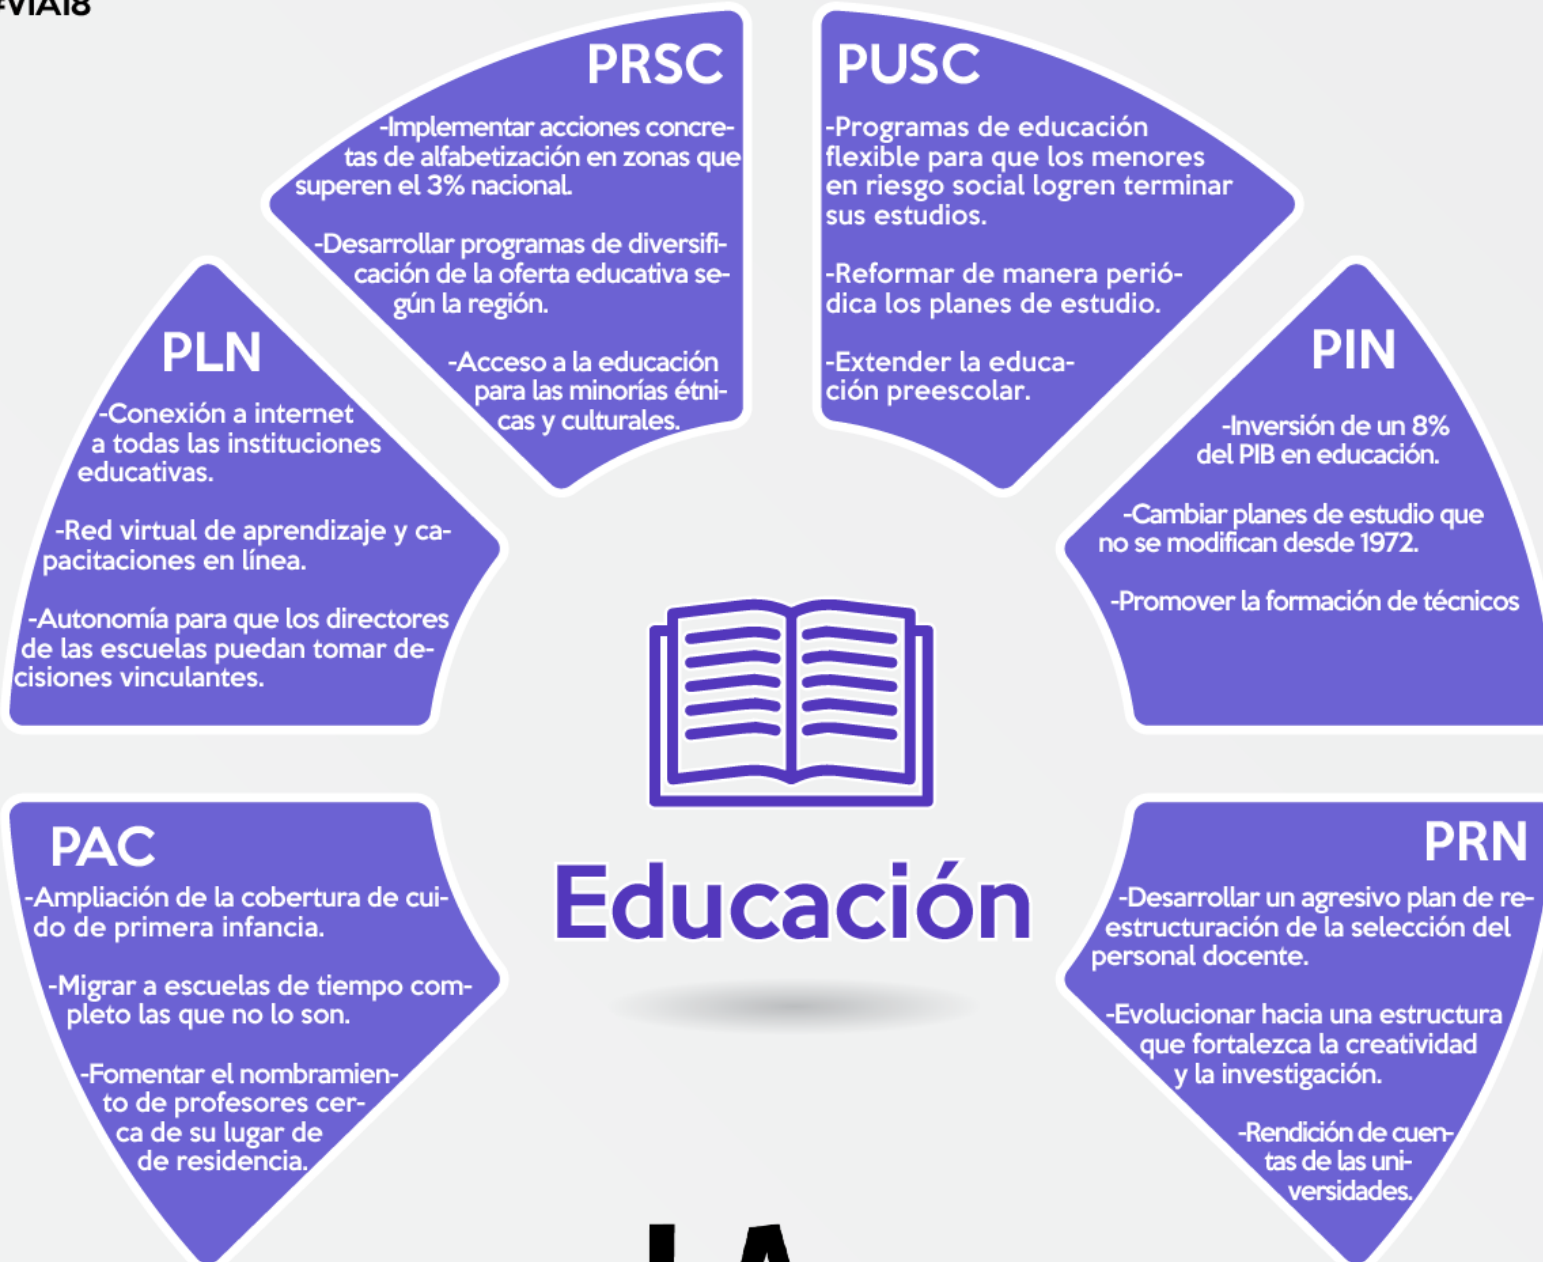 #VIA18
PRSC
-Implementar acciones concre-
tas de alfabetización en zonas que
superen el 3% nacional.
-Desarrollar programas de diversifi-
cación de la oferta educativa se-
gún la región.
-Acceso a la educación
para las minorías étni-
cas y culturales.
PUSC
-Programas de educación
flexible para que los menores
en riesgo social logren terminar
sus estudios.
-Reformar de manera perió-
dica los planes de estudio.
-Extender la educa-
ción preescolar.
PLN
-Conexión a internet
a todas las instituciones
educativas.
-Red virtual de aprendizaje y ca-
pacitaciones en línea.
-Autonomía para que los directores
de las escuelas puedan tomar de-
cisiones vinculantes.
PIN
-Inversión de un 8%
del PIB en educación.
-Cambiar planes de estudio que
no se modifican desde 1972.
-Promover la formación de técnicos
Educación
PAC
-Ampliación de la cobertura de cui-
do de primera infancia.
-Migrar a escuelas de tiempo com-
pleto las que no lo son.
-Fomentar el nombramien-
to de profesores cer-
ca de su lugar de
de residencia.
PRN
-Desarrollar un agresivo plan de re-
estructuración de la selección del
personal docente.
-Evolucionar hacia una estructura
que fortalezca la creatividad
y la investigación.
-Rendición de cuen-
tas de las uni-
versidades.